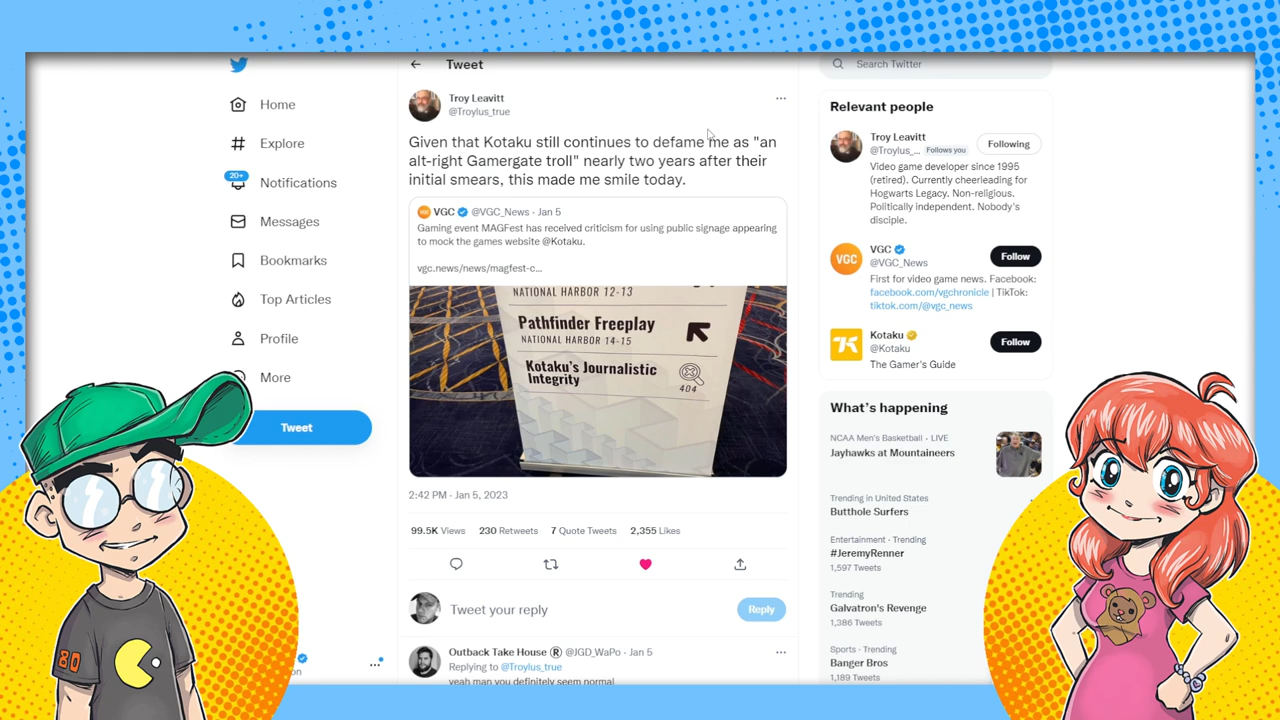 Tweet
Search Twitter
Home
Explore
20+
Notifications
Messages
Bookmarks
Top Articles
Profile
More
Tweet
Troy Leavitt
@Troylus_true
Given that Kotaku still continues to defame me as "an
alt-right Gamergate troll" nearly two years after their
initial smears, this made me smile today.
VGC @VGC_News · Jan 5
Gaming event MAGFest has received criticism for using public signage appearing
to mock the games website @Kotaku.
vgc.news/news/magfest-c...
NATIONAL HARBOR 12-13
Pathfinder Freeplay
NATIONAL HARBOR 14-15
Kotaku's Journalistic
Integrity
404
2:42 PM · Jan 5, 2023
99.5K Views 230 Retweets 7 Quote Tweets 2,355 Likes
Tweet your reply
Reply
Outback Take House ® @JGD_WaPo · Jan 5
Replying to @Troylus_true
yeah man you definitely seem normal
Relevant people
Troy Leavitt
@Troylus_... Follows you
Following
Video game developer since 1995
(retired). Currently cheerleading for
Hogwarts Legacy. Non-religious.
Politically independent. Nobody's
disciple.
VGC
VGC
@VGC_News
Follow
First for video game news. Facebook:
facebook.com/vgchronicle | TikTok:
tiktok.com/@vgc_news
Kotaku
@Kotaku
Follow
The Gamer's Guide
What's happening
NCAA Men's Basketball · LIVE
Jayhawks at Mountaineers
Trending in United States
Butthole Surfers
Entertainment · Trending
#JeremyRenner
1,597 Tweets
Trending
Galvatron's Revenge
1,386 Tweets
Sports · Trending
Banger Bros
1,189 Tweets
80